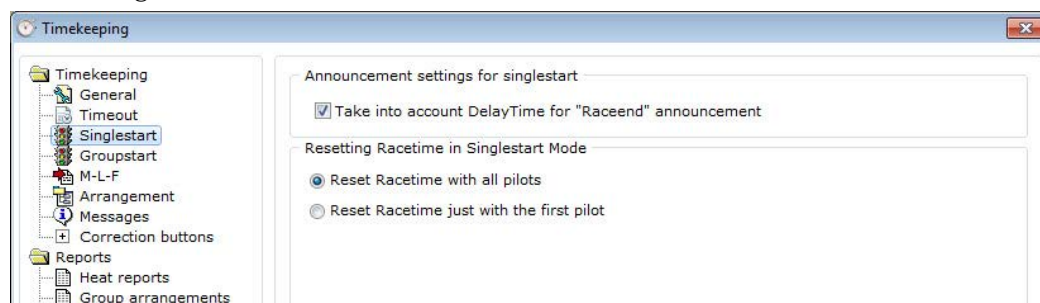 Timekeeping
Timekeeping
General
Timeout
Singlestart
Groupstart
M-L-F
Arrangement
Messages
Correction buttons
Reports
Heat reports
Group arrangements
Announcement settings for singlestart
Take into account DelayTime for "Raceend" announcement
Resetting Racetime in Singlestart Mode
Reset Racetime with all pilots
Reset Racetime just with the first pilot